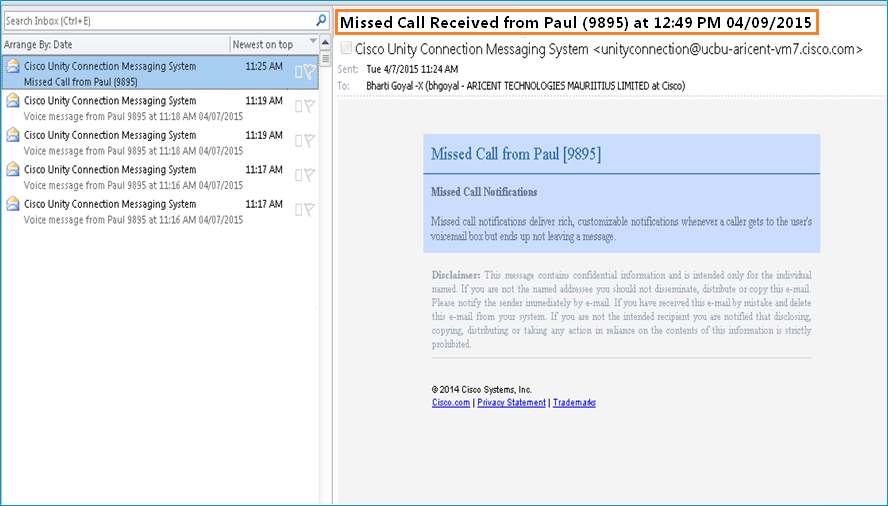 Search Inbox (Ctrl+E)
Arrange By: Date
Newest on top
Cisco Unity Connection Messaging System 11:25 AM
Missed Call from Paul (9895)
Cisco Unity Connection Messaging System 11:19 AM
Voice message from Paul 9895 at 11:18 AM 04/07/2015
Cisco Unity Connection Messaging System 11:19 AM
Voice message from Paul 9895 at 11:18 AM 04/07/2015
Cisco Unity Connection Messaging System 11:17 AM
Voice message from Paul 9895 at 11:16 AM 04/07/2015
Cisco Unity Connection Messaging System 11:17 AM
Voice message from Paul 9895 at 11:16 AM 04/07/2015
Missed Call Received from Paul (9895) at 12:49 PM 04/09/2015
Cisco Unity Connection Messaging System <unityconnection@ucbu-aricent-vm7.cisco.com>
Sent: Tue 4/7/2015 11:24 AM
To: Bharti Goyal -X (bhgoyal - ARICENT TECHNOLOGIES MAURIITIUS LIMITED at Cisco)
Missed Call from Paul [9895]
Missed Call Notifications
Missed call notifications deliver rich, customizable notifications whenever a caller gets to the user's
voicemail box but ends up not leaving a message.
Disclaimer: This message contains confidential information and is intended only for the individual
named. If you are not the named addressee you should not disseminate, distribute or copy this e-mail.
Please notify the sender immediately by e-mail. If you have received this e-mail by mistake and delete
this e-mail from your system. If you are not the intended recipient you are notified that disclosing,
copying, distributing or taking any action in reliance on the contents of this information is strictly
prohibited.
© 2014 Cisco Systems, Inc.
Cisco.com | Privacy Statement | Trademarks